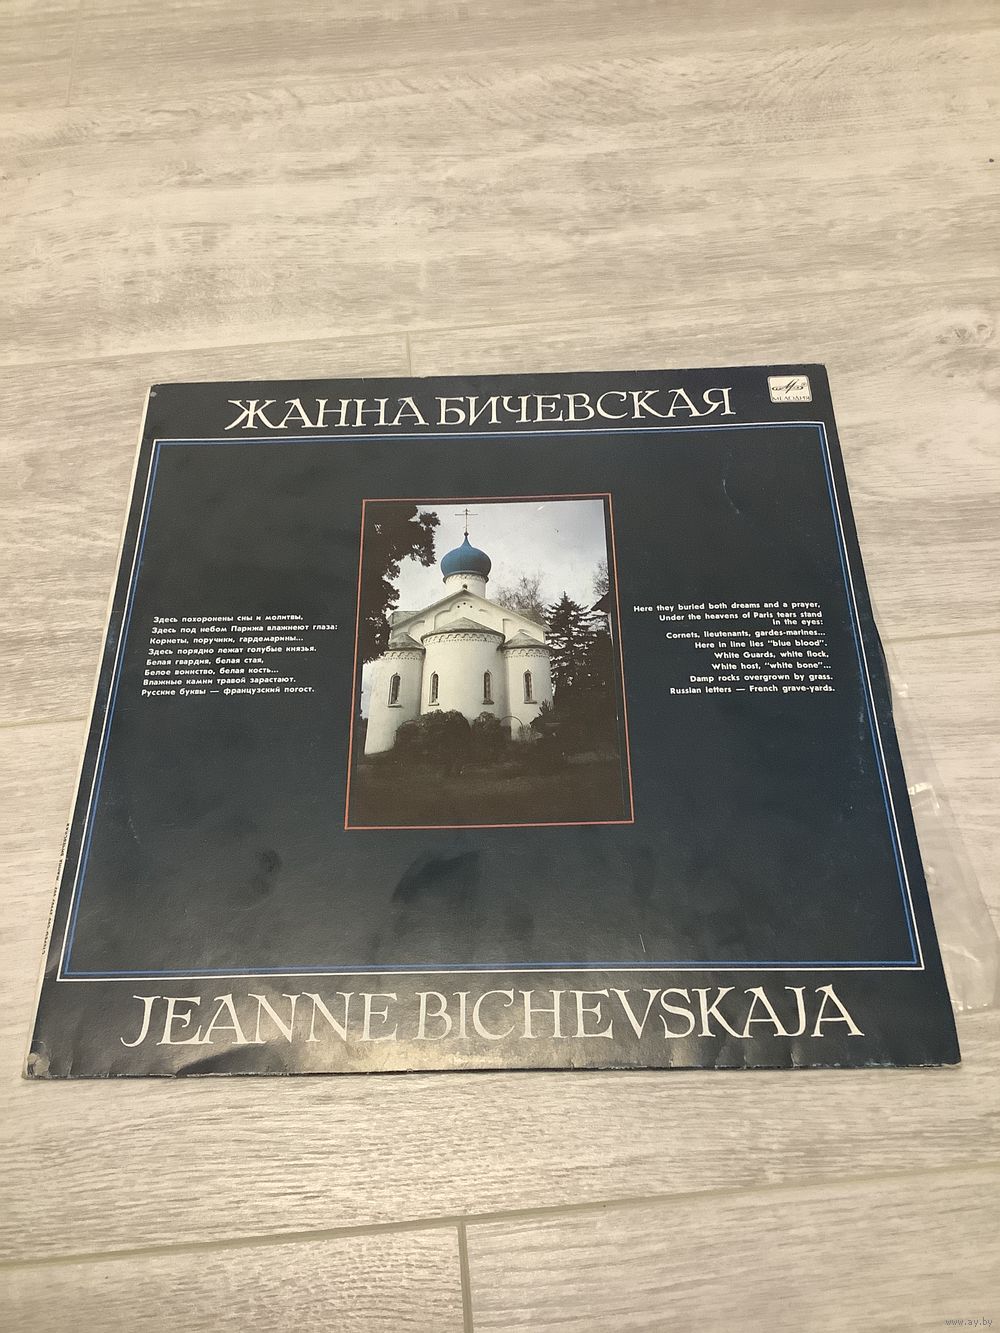 ЖАННА БИЧЕВСКАЯ
МЕЛОДИЯ
Здесь похоронены сны и молитвы,
Здесь под небом Парижа влажнеют глаза:
Корнеты, поручики, гардемарины...
Здесь порядно лежат голубые князья.
Белая гвардия, белая стая,
Белое воинство, белая кость...
Влажные камни травой зарастают.
Русские буквы — французский погост.
Here they buried both dreams and a prayer,
Under the heavens of Paris tears stand
in the eyes:
Cornets, lieutenants, gardes-marines...
Here in line lies "blue blood".
White Guards, white flock,
White host, "white bone"...
Damp rocks overgrown by grass.
Russian letters — French grave-yards.
JEANNE BICHEVSKAJA
www.ay.by